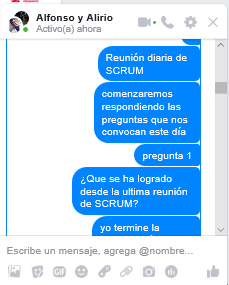 Alfonso y Alirio
Activo(a) ahora
Reunión diaria de
SCRUM
comenzaremos
respondiendo las
preguntas que nos
convocan este día
pregunta 1
¿Que se ha logrado
desde la ultima reunión
de SCRUM?
yo termine la
Escribe un mensaje, agrega @nombre...
GIF